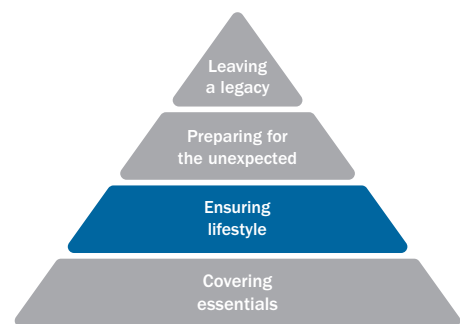 Leaving
a legacy
Preparing for
the unexpected
Ensuring
lifestyle
Covering
essentials